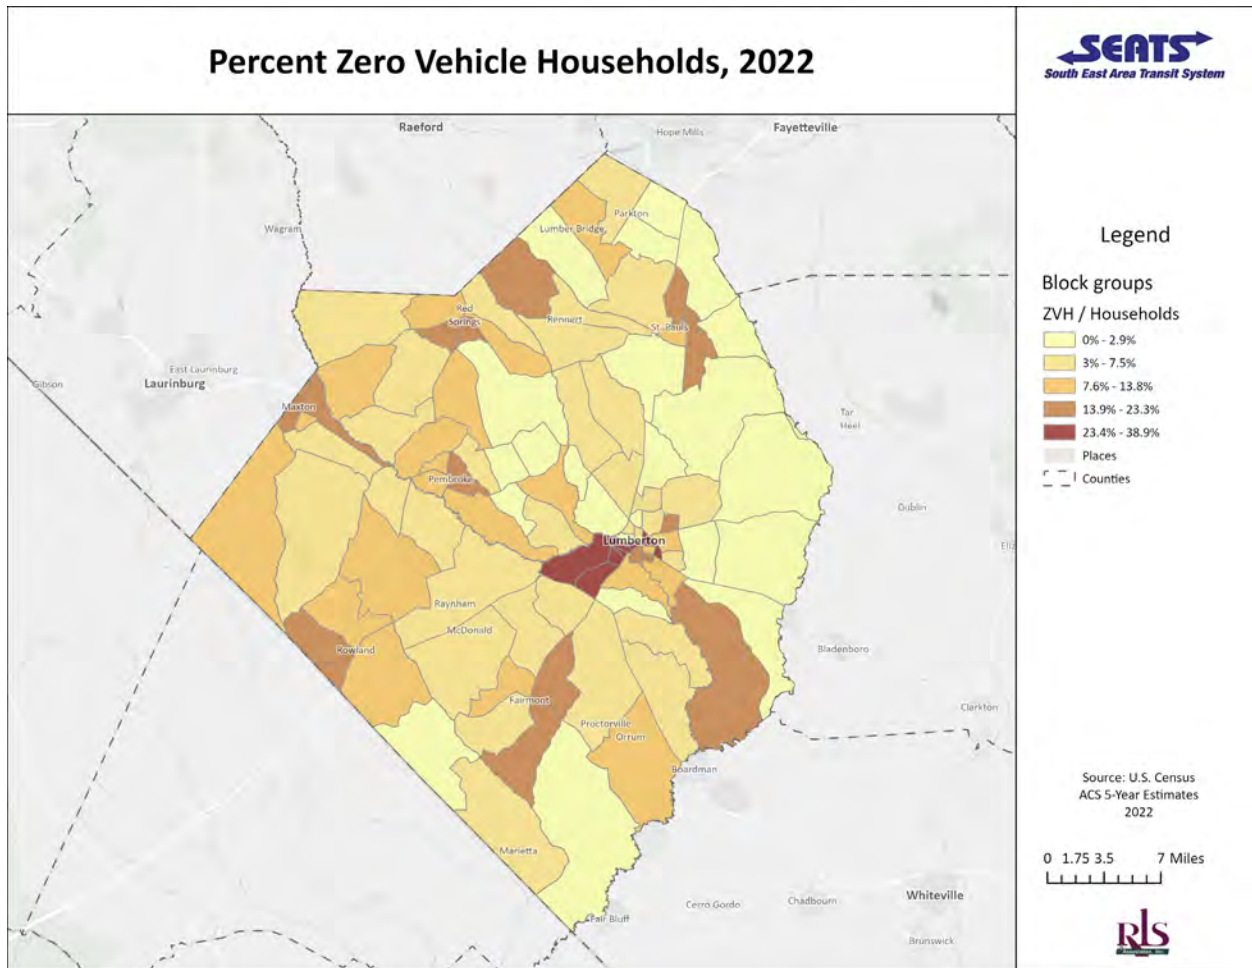 Percent Zero Vehicle Households, 2022
SEATS
South East Area Transit System
Raeford
Hope Mills
Fayetteville
Wagram
Parkton
Lumber Bridge
Red
Springs
Rennert
St. Pauls
East Laurinburg
Laurinburg
Gibson
Maxton
Tar
Heel
Pembroke
Dublin
Lumberton
Raynham
McDonald
Rowland
Bladenboro
Fairmont
Clarkton
Proctorville
Orrum
Boardman
Marietta
Fair Bluff
Cerro Gordo
Chadbourn
Whiteville
Brunswick
Legend
Block groups
ZVH / Households
0% - 2.9%
3% - 7.5%
7.6% - 13.8%
13.9% - 23.3%
23.4% - 38.9%
Places
Counties
Source: U.S. Census
ACS 5-Year Estimates
2022
0 1.75 3.5 7 Miles
RLS